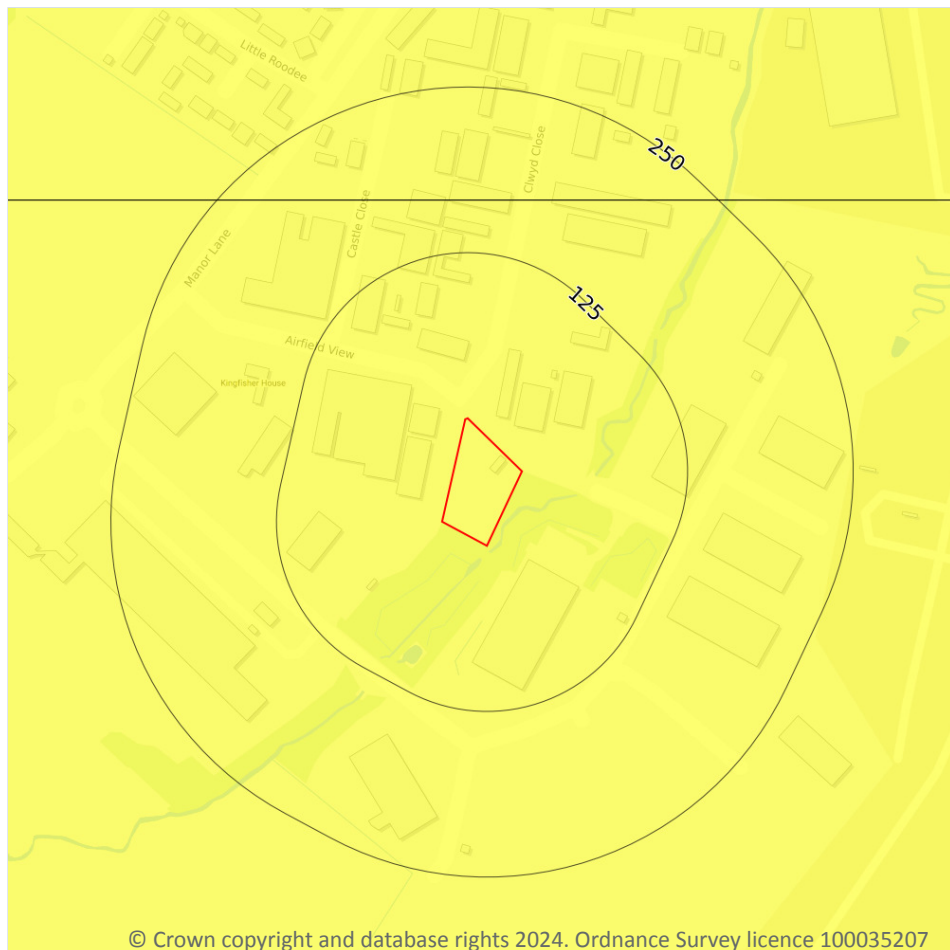 Little Roodee
250
Clwyd Close
Castle Close
Manor Lane
125
Airfield View
Kingfisher House
© Crown copyright and database rights 2024. Ordnance Survey licence 100035207